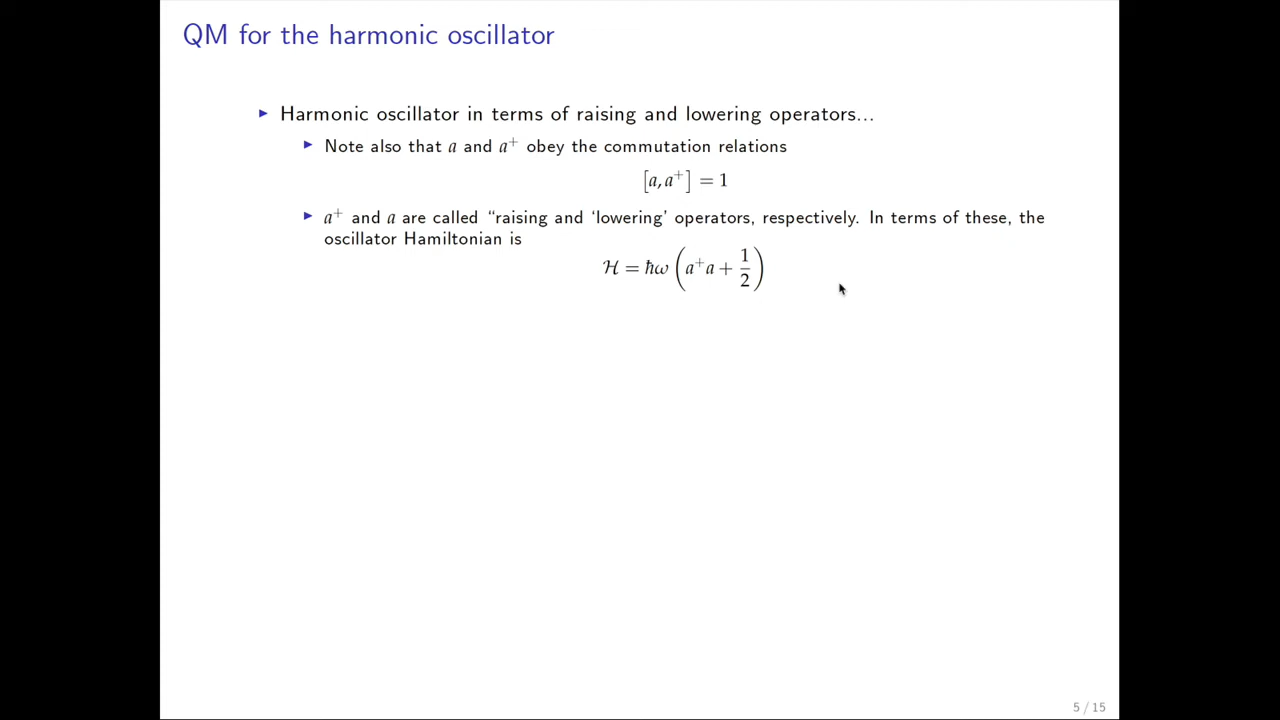 QM for the harmonic oscillator
▶ Harmonic oscillator in terms of raising and lowering operators...
▶ Note also that a and a⁺ obey the commutation relations
[a, a⁺] = 1
▶ a⁺ and a are called “raising and ‘lowering’ operators, respectively. In terms of these, the
oscillator Hamiltonian is
ℋ = ħω (a⁺a + 1/2)
5 / 15